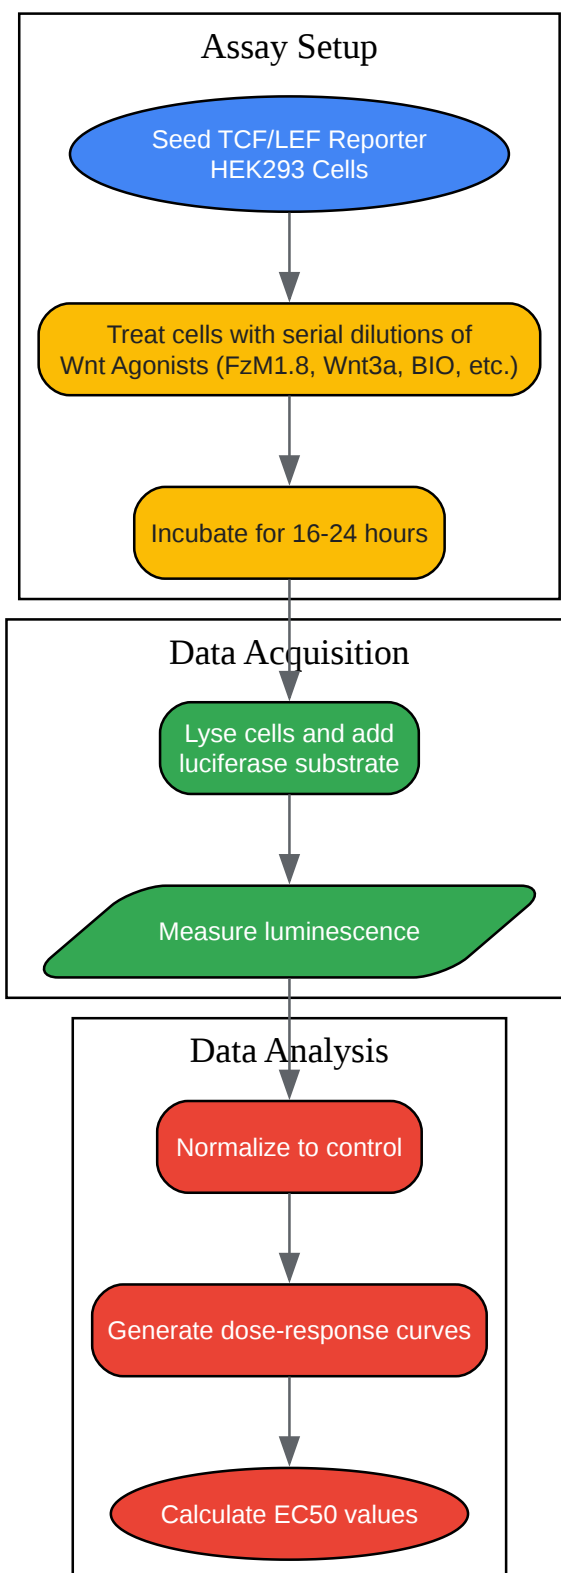 Assay Setup
Seed TCF/LEF Reporter
HEK293 Cells
Treat cells with serial dilutions of
Wnt Agonists (FzM1.8, Wnt3a, BIO, etc.)
Incubate for 16-24 hours
Data Acquisition
Lyse cells and add
luciferase substrate
Measure luminescence
Data Analysis
Normalize to control
Generate dose-response curves
Calculate EC50 values